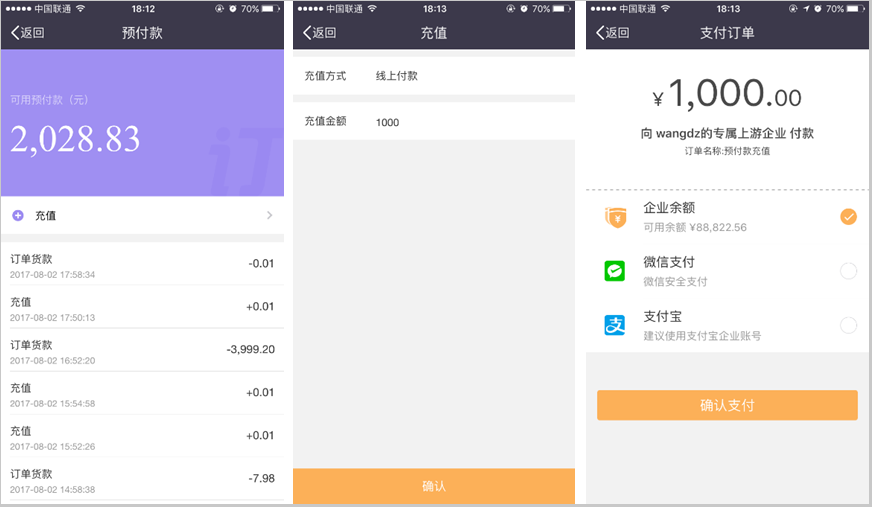 中国联通 18:12 70%
返回 预付款
可用预付款（元）
2,028.83
订
充值
订单货款 -0.01
2017-08-02 17:58:34
充值 +0.01
2017-08-02 17:50:13
订单货款 -3,999.20
2017-08-02 16:52:20
充值 +0.01
2017-08-02 15:54:58
充值 +0.01
2017-08-02 15:52:26
订单货款 -7.98
2017-08-02 14:58:38
中国联通 18:13 70%
返回 充值
充值方式 线上付款
充值金额 1000
确认
中国联通 18:13 70%
返回 支付订单
¥1,000.00
向 wangdz的专属上游企业 付款
订单名称:预付款充值
企业余额
可用余额 ¥88,822.56
微信支付
微信安全支付
支 支付宝
建议使用支付宝企业账号
确认支付